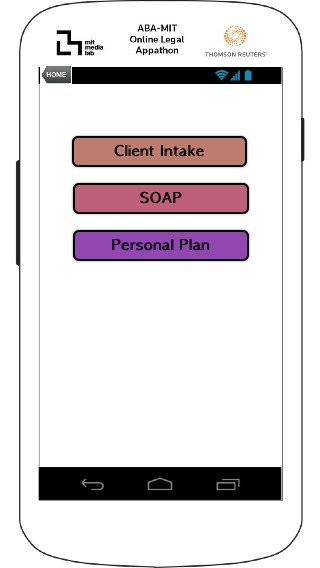 ABA-MIT
Online Legal
Appathon
mit
media
lab
THOMSON REUTERS
HOME
Client Intake
SOAP
Personal Plan